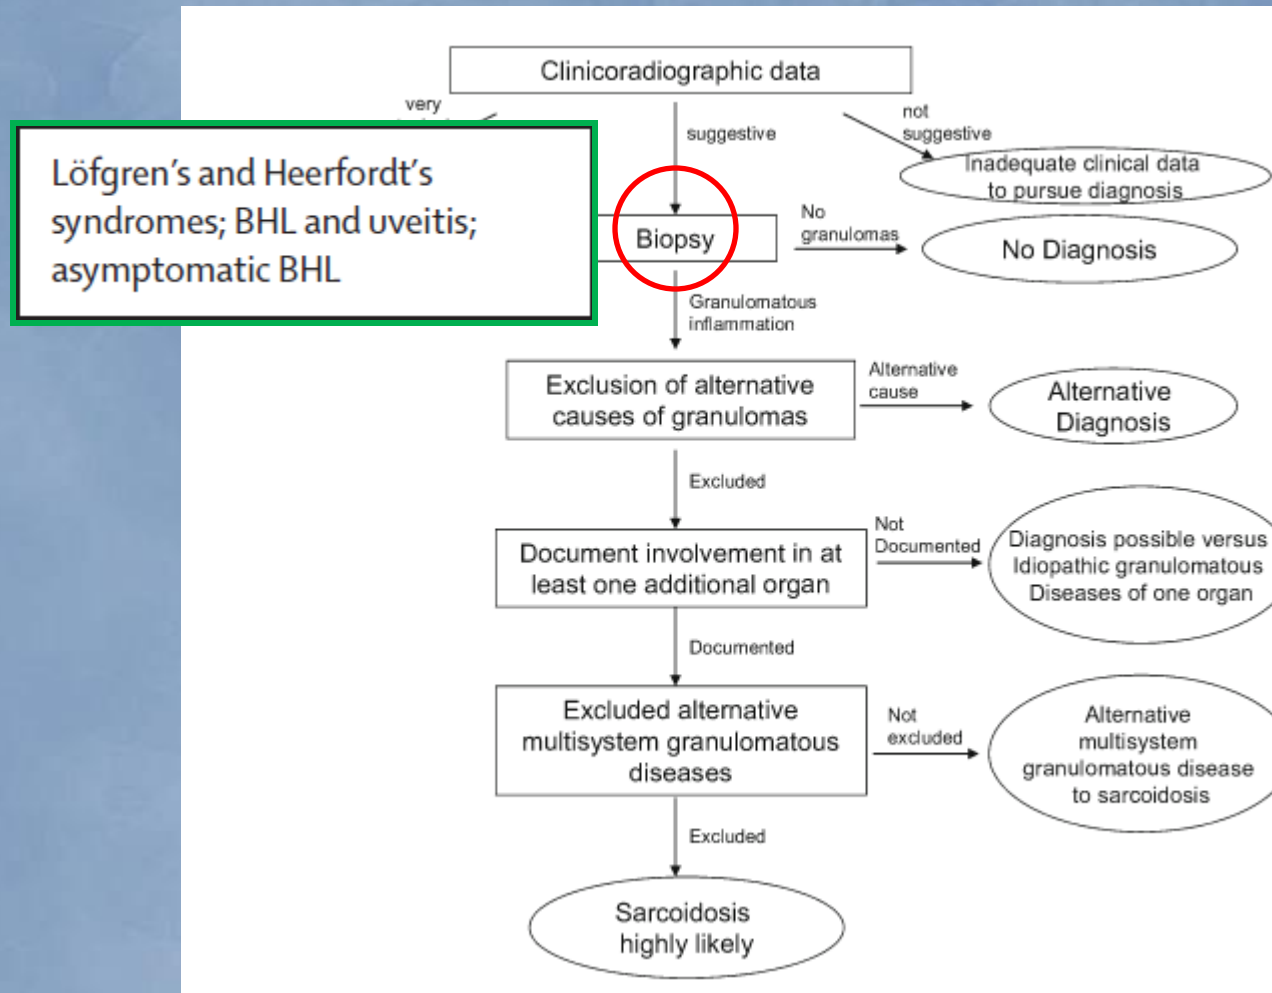 Clinicoradiographic data
very
suggestive
not
suggestive
Löfgren's and Heerfordt's
syndromes; BHL and uveitis;
asymptomatic BHL
Inadequate clinical data
to pursue diagnosis
Biopsy
No
granulomas
No Diagnosis
Granulomatous
inflammation
Exclusion of alternative
causes of granulomas
Alternative
cause
Alternative
Diagnosis
Excluded
Document involvement in at
least one additional organ
Not
Documented
Diagnosis possible versus
Idiopathic granulomatous
Diseases of one organ
Documented
Excluded alternative
multisystem granulomatous
diseases
Not
excluded
Alternative
multisystem
granulomatous disease
to sarcoidosis
Excluded
Sarcoidosis
highly likely